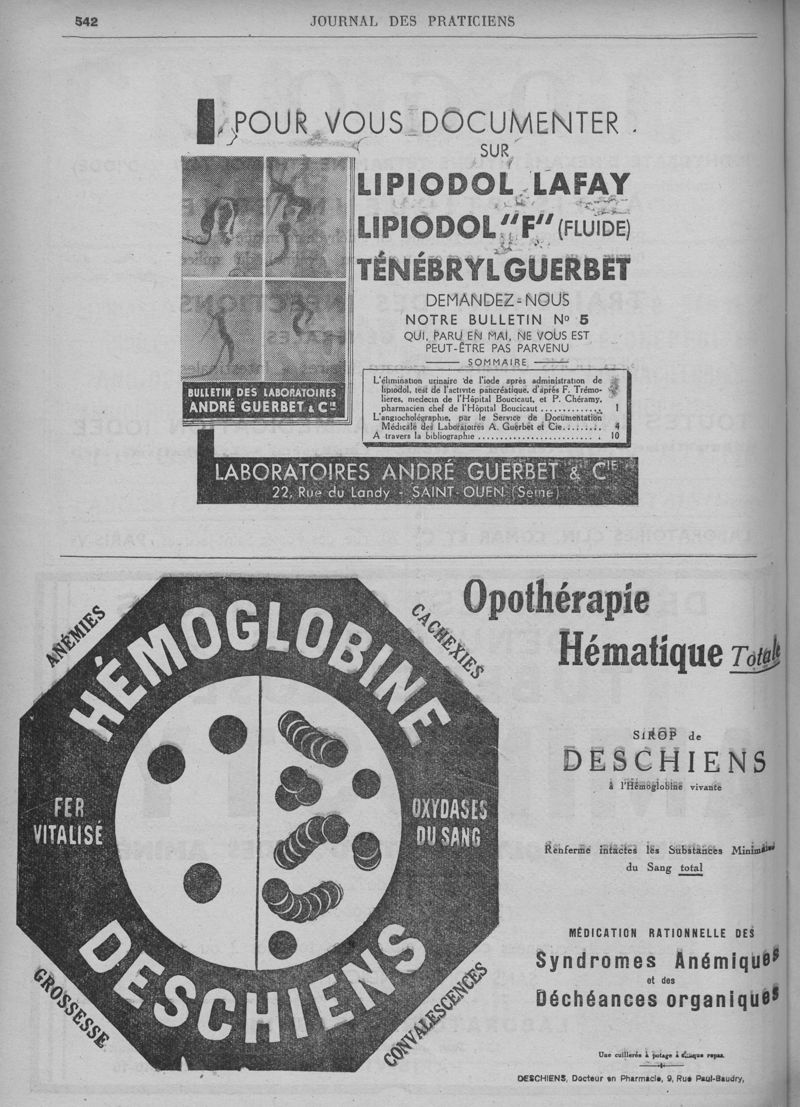 542
JOURNAL DES PRATICIENS
POUR VOUS DOCUMENTER
SUR
LIPIODOL LAFAY
LIPIODOL "F" (FLUIDE)
TÉNÉBRYL GUERBET
DEMANDEZ-NOUS
NOTRE BULLETIN No 5
QUI, PARU EN MAI, NE VOUS EST
PEUT-ÊTRE PAS PARVENU
SOMMAIRE
L'élimination urinaire de l'iode après administration de
lipiodol, test de l'activité pancréatique, d'après F. Trémo-
lières, médecin de l'Hôpital Boucicaut, et P. Chéramy,
pharmacien chef de l'Hôpital Boucicaut ............. 1
L'angiocholégraphie, par le Service de Documentation
Médicale des Laboratoires A. Guerbet et Cie........ 4
A travers la bibliographie ........................ 10
BULLETIN DES LABORATOIRES
ANDRÉ GUERBET & Cie
LABORATOIRES ANDRÉ GUERBET & CIE
22, Rue du Landy - SAINT-OUEN (Seine)
ANÉMIES
CACHEXIES
HÉMOGLOBINE
FER
VITALISÉ
OXYDASES
DU SANG
DESCHIENS
GROSSESSE
CONVALESCENCES
Opothérapie
Hématique Totale
SIROP de
DESCHIENS
à l'Hémoglobine vivante
Renferme intactes les Substances Minimales
du Sang total
MÉDICATION RATIONNELLE DES
Syndromes Anémiques
et des
Déchéances organiques
Une cuillerée à potage à chaque repas.
DESCHIENS, Docteur en Pharmacie, 9, Rue Paul-Baudry,